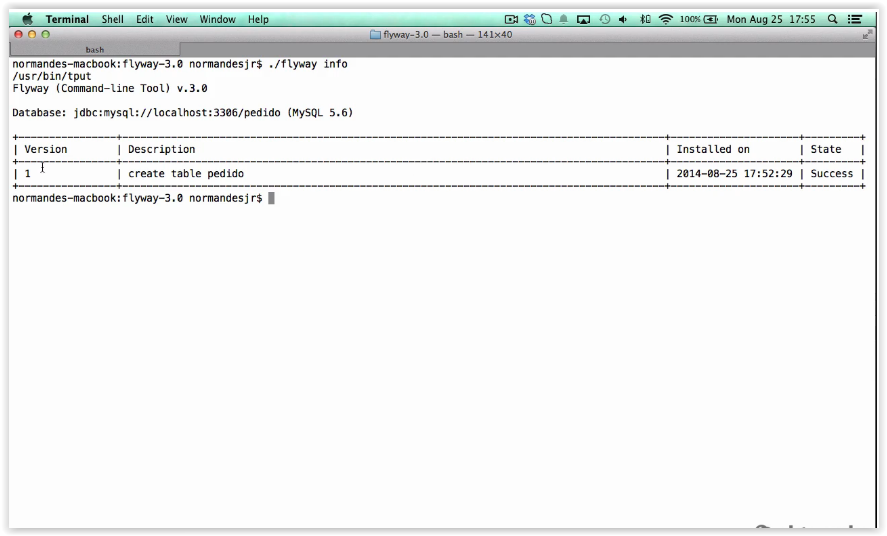 Terminal Shell Edit View Window Help 100% Mon Aug 25 17:55
flyway-3.0 — bash — 141×40
bash
normandes-macbook:flyway-3.0 normandesjr$ ./flyway info
/usr/bin/tput
Flyway (Command-line Tool) v.3.0
Database: jdbc:mysql://localhost:3306/pedido (MySQL 5.6)
+----------------+----------------------------------------------------------------------------+---------------------+---------+
| Version | Description | Installed on | State |
+----------------+----------------------------------------------------------------------------+---------------------+---------+
| 1 | create table pedido | 2014-08-25 17:52:29 | Success |
+----------------+----------------------------------------------------------------------------+---------------------+---------+
normandes-macbook:flyway-3.0 normandesjr$